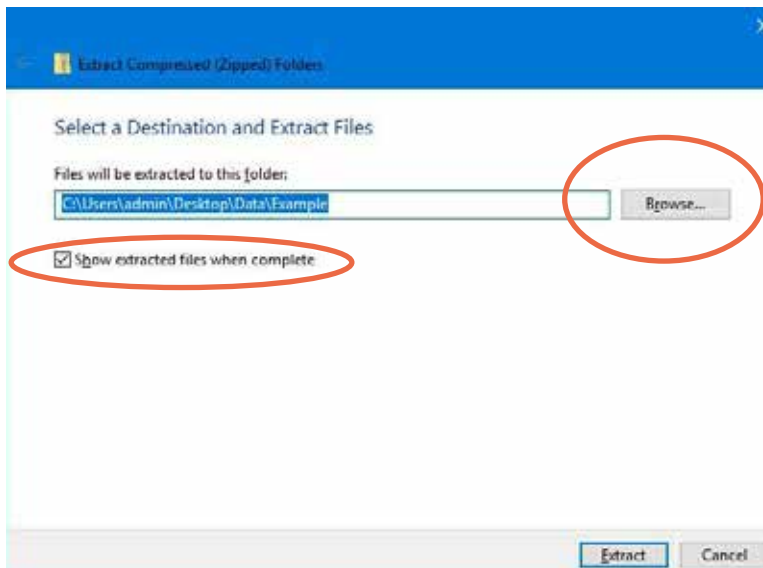 Extract Compressed (Zipped) Folders
Select a Destination and Extract Files
Files will be extracted to this folder:
C:\Users\admin\Desktop\Data\Example
Browse...
Show extracted files when complete
Extract Cancel